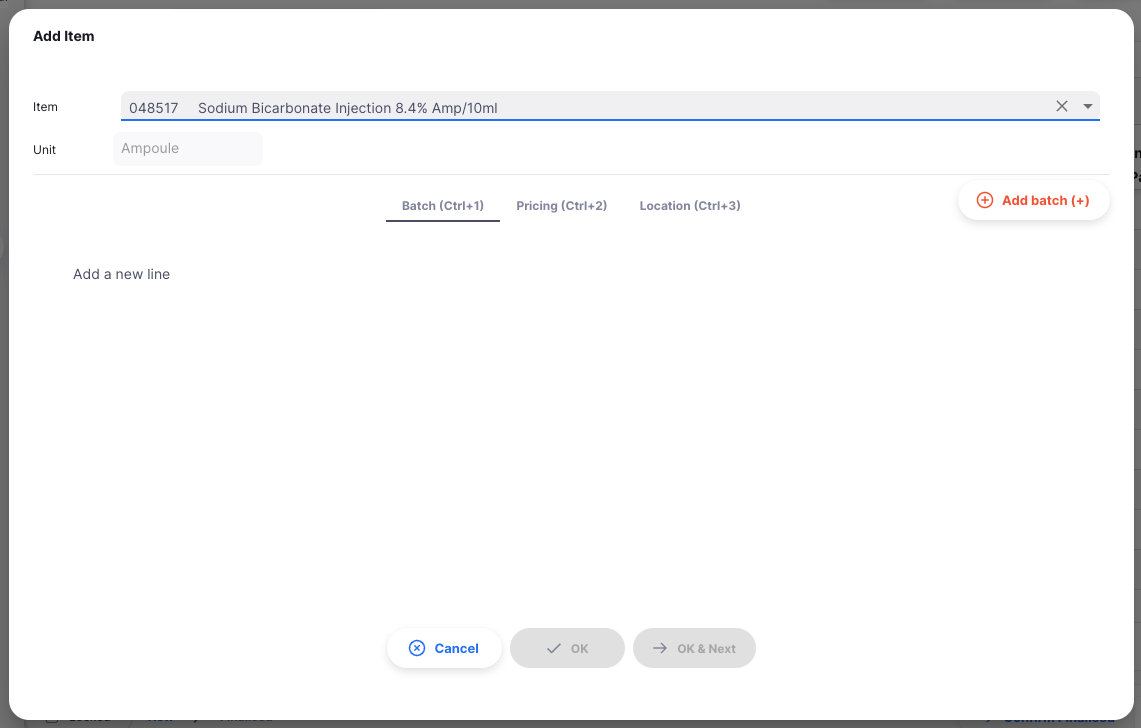 Add Item
Item 048517 Sodium Bicarbonate Injection 8.4% Amp/10ml
Unit Ampoule
Batch (Ctrl+1) Pricing (Ctrl+2) Location (Ctrl+3) Add batch (+)
Add a new line
Cancel OK OK & Next